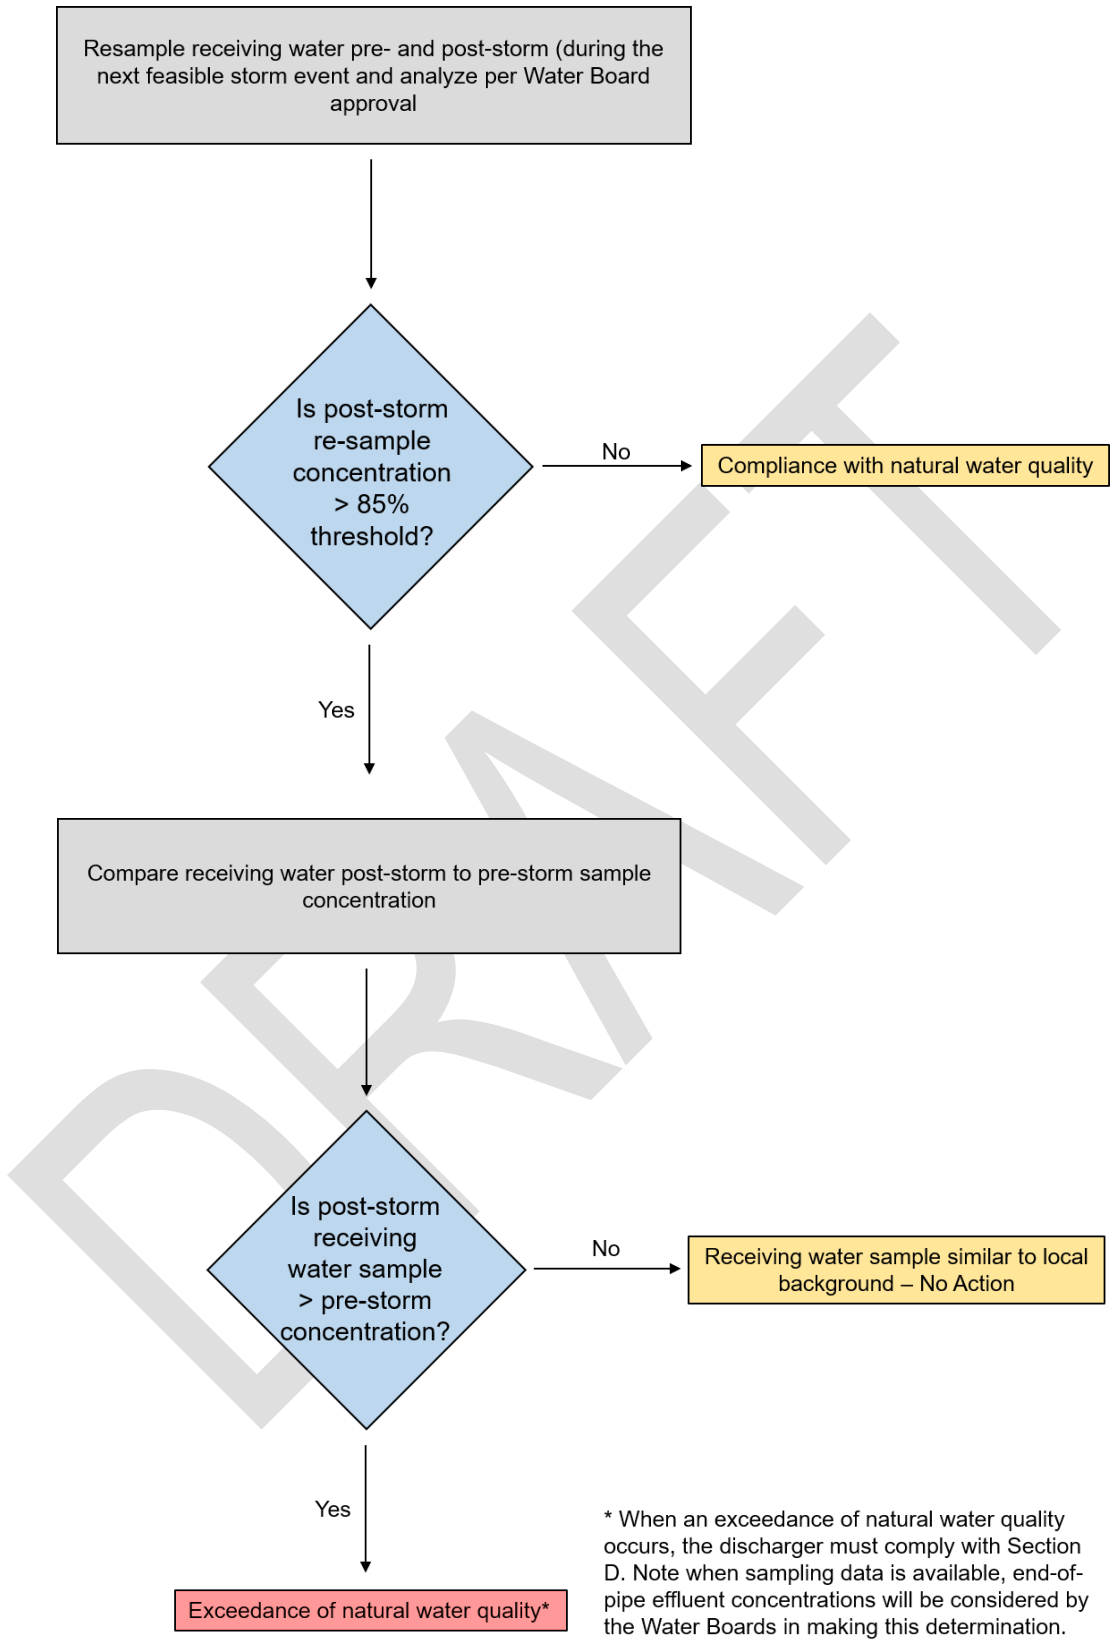 Resample receiving water pre- and post-storm (during the
next feasible storm event and analyze per Water Board
approval
Is post-storm
re-sample
concentration
> 85%
threshold?
No
Compliance with natural water quality
Yes
Compare receiving water post-storm to pre-storm sample
concentration
Is post-storm
receiving
water sample
> pre-storm
concentration?
No
Receiving water sample similar to local
background – No Action
Yes
Exceedance of natural water quality*
* When an exceedance of natural water quality
occurs, the discharger must comply with Section
D. Note when sampling data is available, end-of-
pipe effluent concentrations will be considered by
the Water Boards in making this determination.
DRAFT